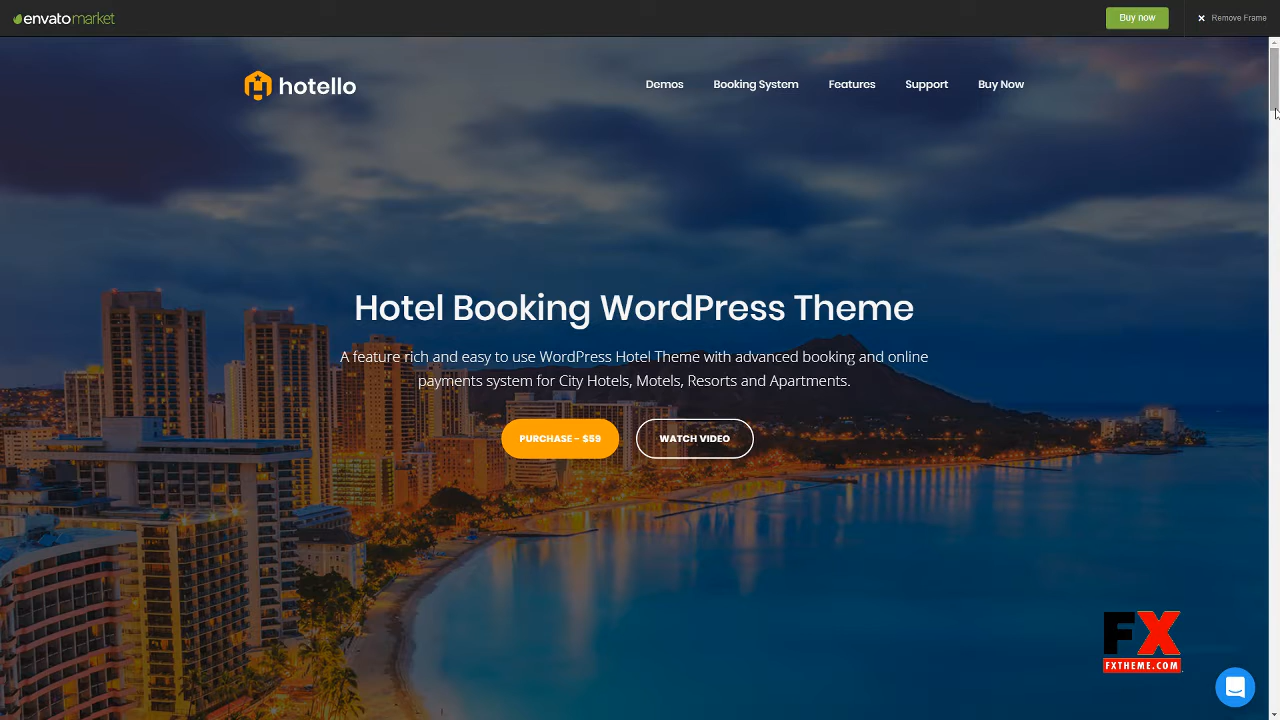 envatomarket
Buy now
Remove Frame
hotello
Demos
Booking System
Features
Support
Buy Now
Hotel Booking WordPress Theme
A feature rich and easy to use WordPress Hotel Theme with advanced booking and online
payments system for City Hotels, Motels, Resorts and Apartments.
PURCHASE - $59
WATCH VIDEO
FX
FXTHEME.COM